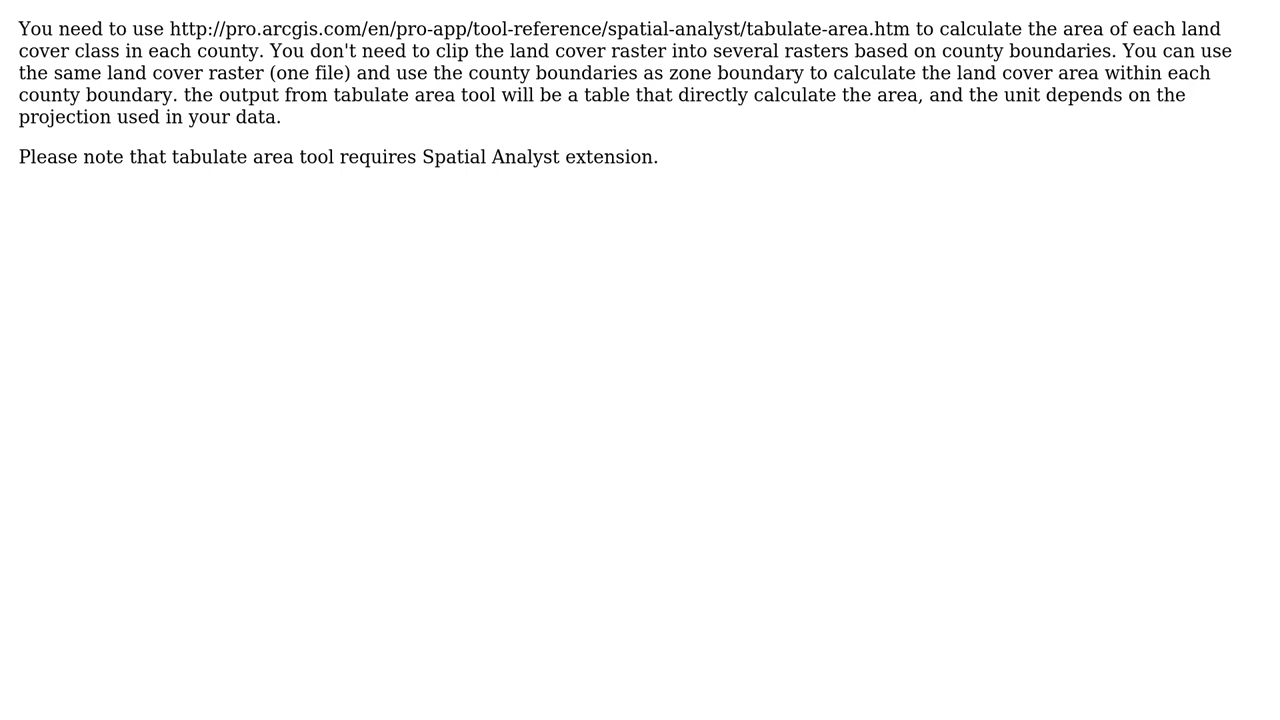 You need to use http://pro.arcgis.com/en/pro-app/tool-reference/spatial-analyst/tabulate-area.htm to calculate the area of each land
cover class in each county. You don't need to clip the land cover raster into several rasters based on county boundaries. You can use
the same land cover raster (one file) and use the county boundaries as zone boundary to calculate the land cover area within each
county boundary. the output from tabulate area tool will be a table that directly calculate the area, and the unit depends on the
projection used in your data.
Please note that tabulate area tool requires Spatial Analyst extension.